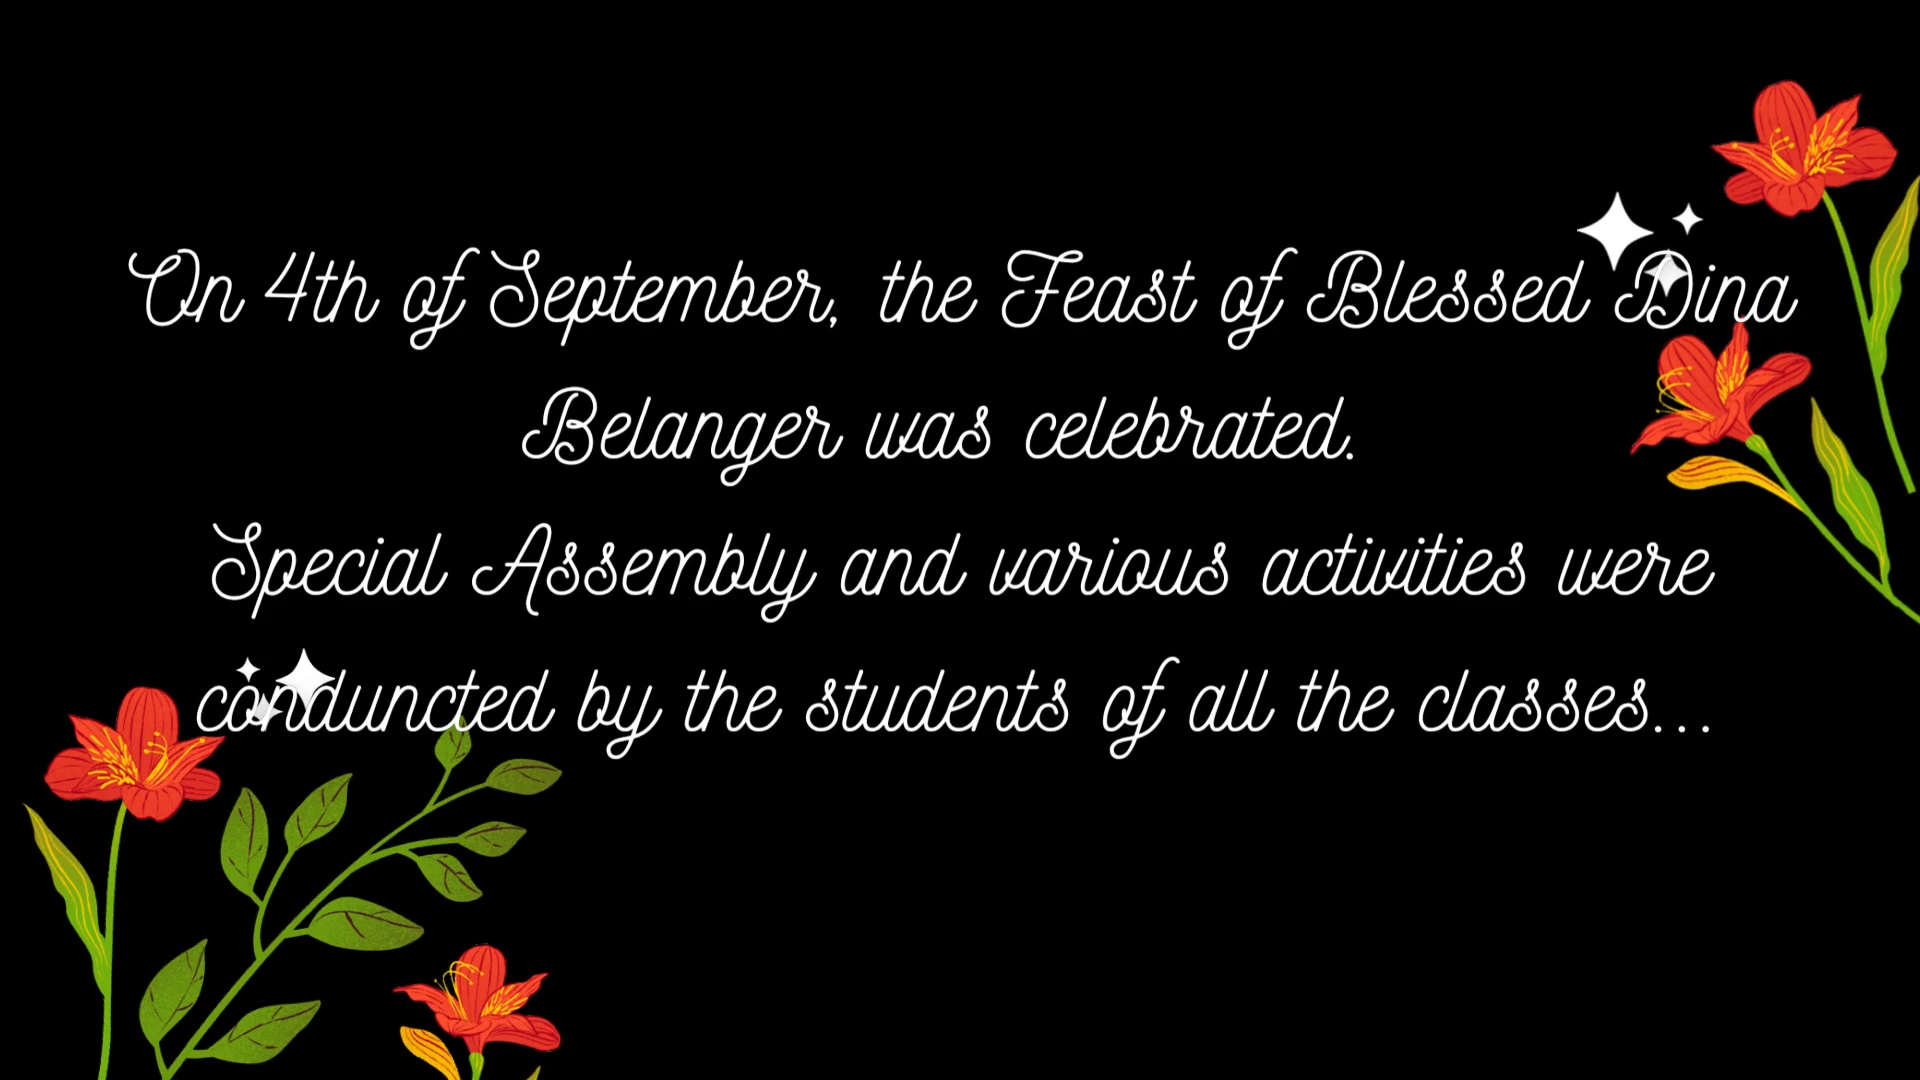 On 4th of September, the Feast of Blessed Dina
Belanger was celebrated.
Special Assembly and various activities were
conduncted by the students of all the classes...